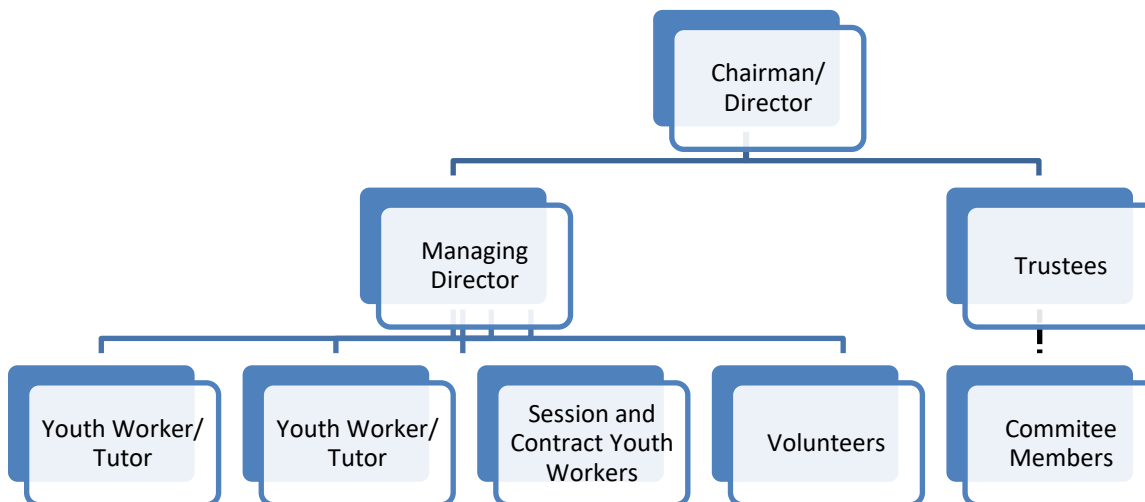 Chairman/
Director
Managing
Director
Trustees
Youth Worker/
Tutor
Youth Worker/
Tutor
Session and
Contract Youth
Workers
Volunteers
Commitee
Members